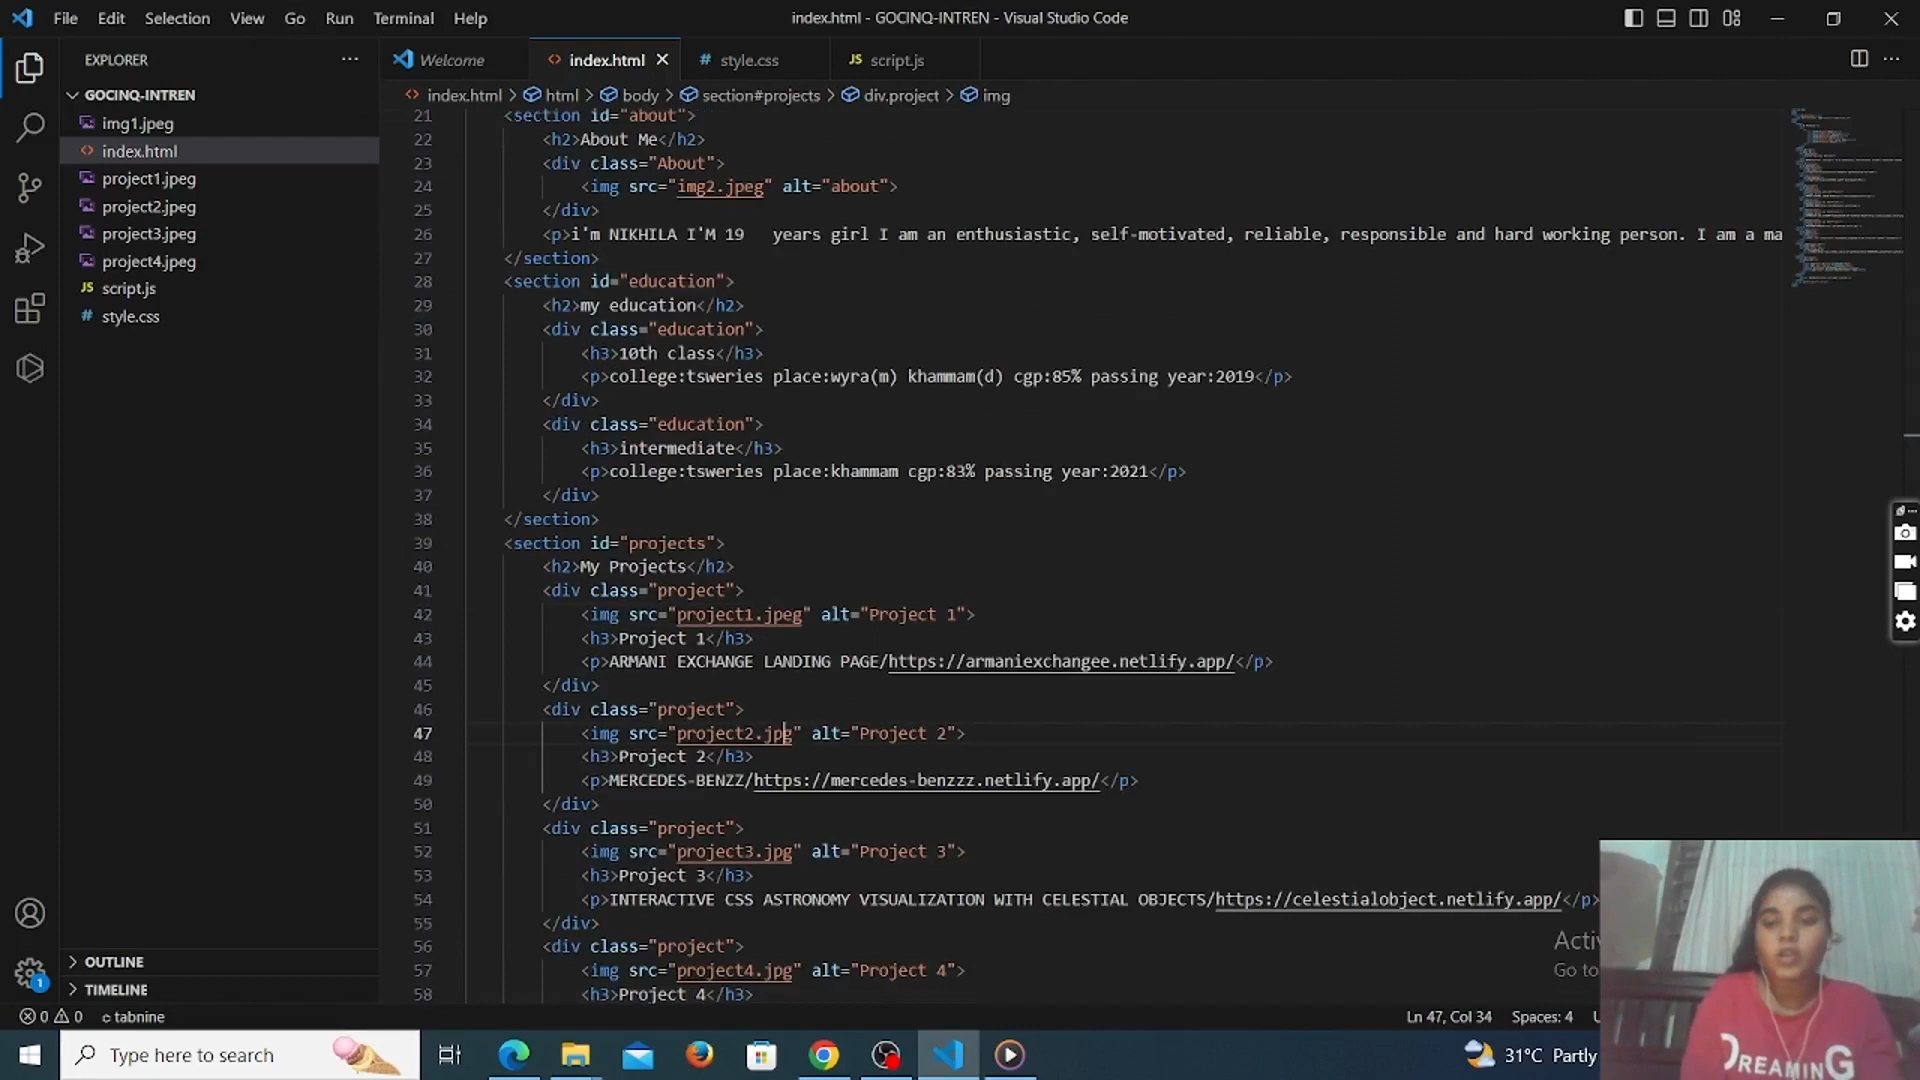 File Edit Selection View Go Run Terminal Help
index.html - GOCINQ-INTREN - Visual Studio Code
EXPLORER
Welcome
index.html
# style.css
JS script.js
GOCINQ-INTREN
index.html > html > body > section#projects > div.project > img
img1.jpeg
index.html
project1.jpeg
project2.jpeg
project3.jpeg
project4.jpeg
JS script.js
# style.css
21 <section id="about">
22 <h2>About Me</h2>
23 <div class="About">
24 <img src="img2.jpeg" alt="about">
25 </div>
26 <p>i'm NIKHILA I'M 19 years girl I am an enthusiastic, self-motivated, reliable, responsible and hard working person. I am a ma
27 </section>
28 <section id="education">
29 <h2>my education</h2>
30 <div class="education">
31 <h3>10th class</h3>
32 <p>college:tsweries place:wyra(m) khammam(d) cgp:85% passing year:2019</p>
33 </div>
34 <div class="education">
35 <h3>intermediate</h3>
36 <p>college:tsweries place:khammam cgp:83% passing year:2021</p>
37 </div>
38 </section>
39 <section id="projects">
40 <h2>My Projects</h2>
41 <div class="project">
42 <img src="project1.jpeg" alt="Project 1">
43 <h3>Project 1</h3>
44 <p>ARMANI EXCHANGE LANDING PAGE/https://armaniexchangee.netlify.app/</p>
45 </div>
46 <div class="project">
47 <img src="project2.jpg" alt="Project 2">
48 <h3>Project 2</h3>
49 <p>MERCEDES-BENZZ/https://mercedes-benzzz.netlify.app/</p>
50 </div>
51 <div class="project">
52 <img src="project3.jpg" alt="Project 3">
53 <h3>Project 3</h3>
54 <p>INTERACTIVE CSS ASTRONOMY VISUALIZATION WITH CELESTIAL OBJECTS/https://celestialobject.netlify.app/</p>
55 </div>
56 <div class="project">
57 <img src="project4.jpg" alt="Project 4">
58 <h3>Project 4</h3>
Acti
Go to
OUTLINE
TIMELINE
1
0 0 tabnine
Ln 47, Col 34 Spaces: 4
Type here to search
31°C Partly
DREAMING